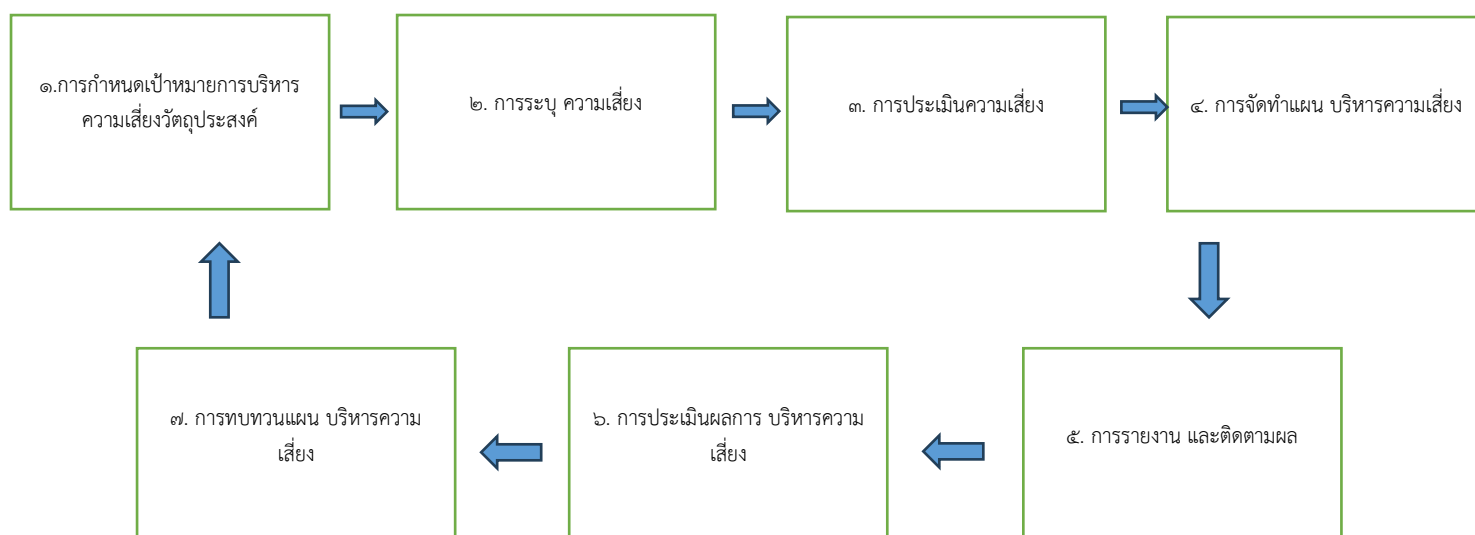 ๑.การกำหนดเป้าหมายการบริหาร
ความเสี่ยงวัตถุประสงค์
๒. การระบุ ความเสี่ยง
๓. การประเมินความเสี่ยง
๔. การจัดทำแผน บริหารความเสี่ยง
๕. การรายงาน และติดตามผล
๖. การประเมินผลการ บริหารความ
เสี่ยง
๗. การทบทวนแผน บริหารความ
เสี่ยง